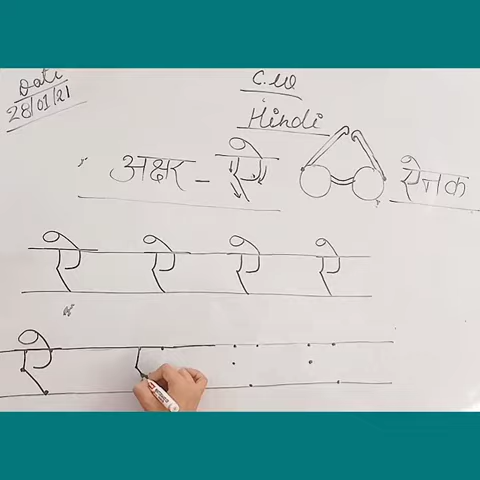 Date
28/01/21
C.W
Hindi
अक्षर - ऐ
ऐनक
ऐ ऐ ऐ ऐ
ऐ